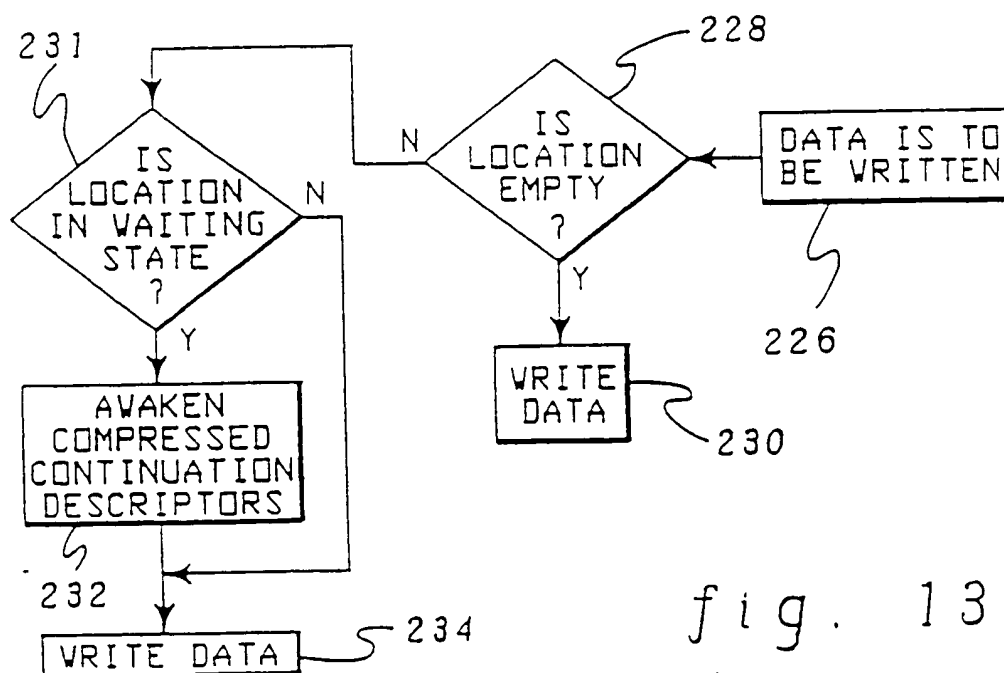 231
228
IS
LOCATION
IN WAITING
STATE
?
N
Y
N
IS
LOCATION
EMPTY
?
Y
DATA IS TO
BE WRITTEN
226
WRITE
DATA
230
AWAKEN
COMPRESSED
CONTINUATION
DESCRIPTORS
232
WRITE DATA
234
fig. 13